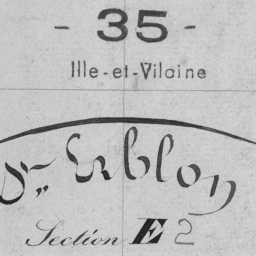 - 35 -
Ille-et-Vilaine
St Erblon
Section E 2